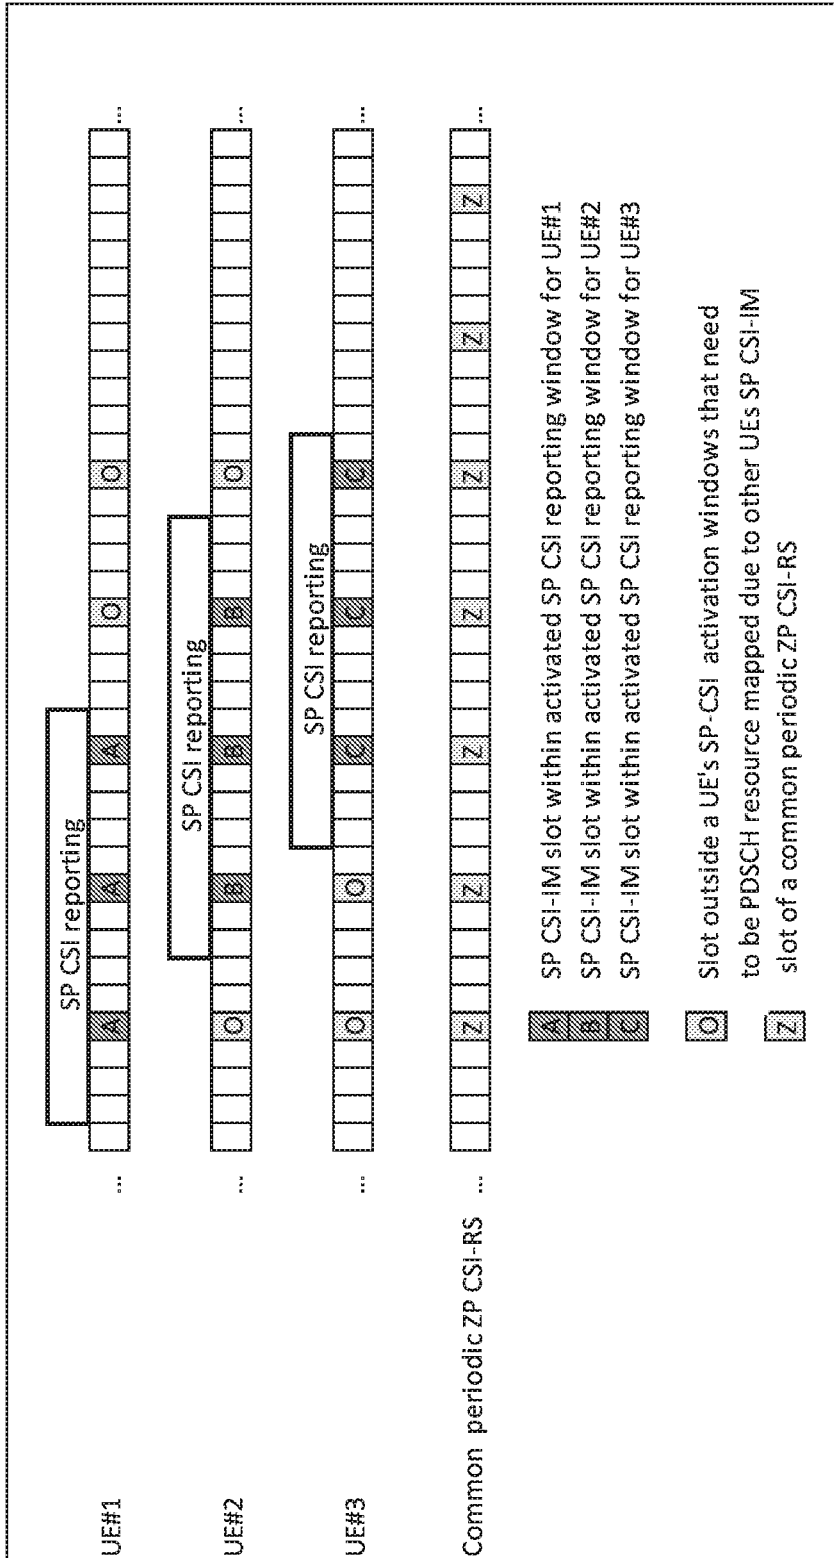 SP CSI reporting
UE#1 ... A A A O O ...
SP CSI reporting
UE#2 ... O B B B O ...
SP CSI reporting
UE#3 ... O O C C C ...
Common periodic ZP CSI-RS ... Z Z Z Z Z Z Z ...
A SP CSI-IM slot within activated SP CSI reporting window for UE#1
B SP CSI-IM slot within activated SP CSI reporting window for UE#2
C SP CSI-IM slot within activated SP CSI reporting window for UE#3
O Slot outside a UE's SP-CSI activation windows that need
to be PDSCH resource mapped due to other UEs SP CSI-IM
Z slot of a common periodic ZP CSI-RS